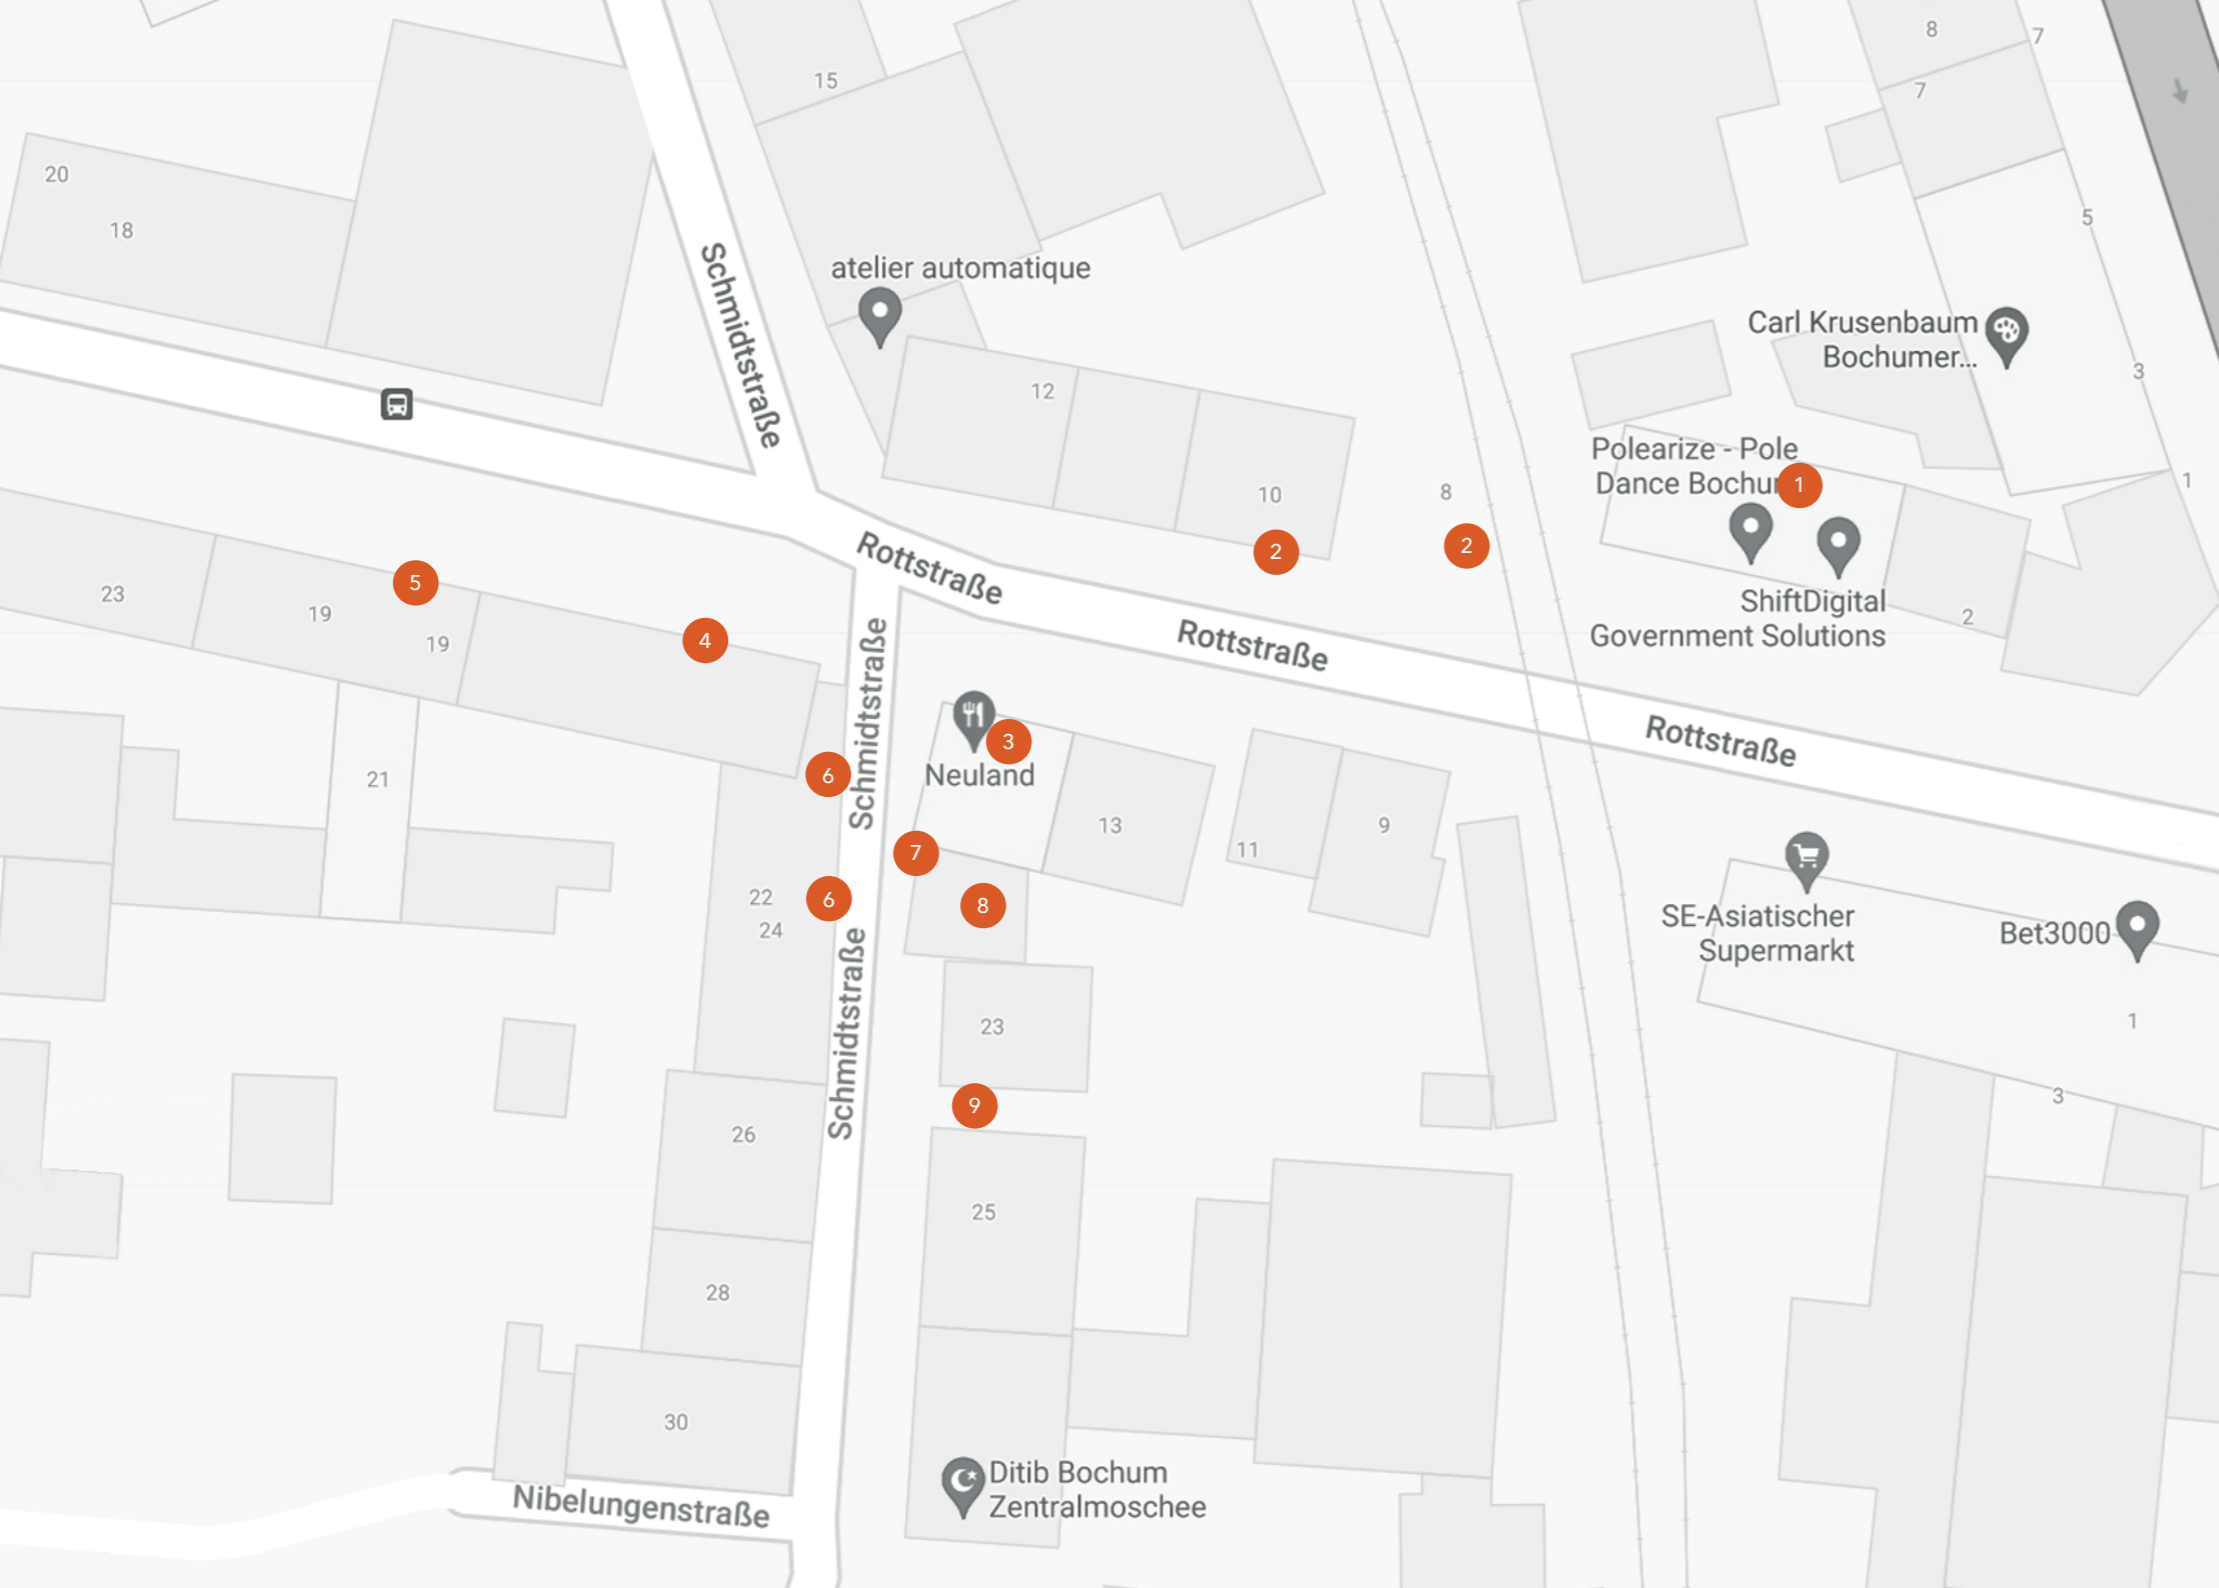 8
7
15
7
20
18
5
Schmidtstraße
atelier automatique
Carl Krusenbaum
Bochumer...
3
12
Polearize - Pole
Dance Bochu
1
1
8
10
2
2
Rottstraße
5
23
19
19
4
ShiftDigital
Government Solutions
2
Rottstraße
Schmidtstraße
Rottstraße
3
Neuland
6
21
13
9
11
7
22
24
6
8
SE-Asiatischer
Supermarkt
Bet3000
Schmidtstraße
23
1
9
3
26
25
28
30
Ditib Bochum
Zentralmoschee
Nibelungenstraße